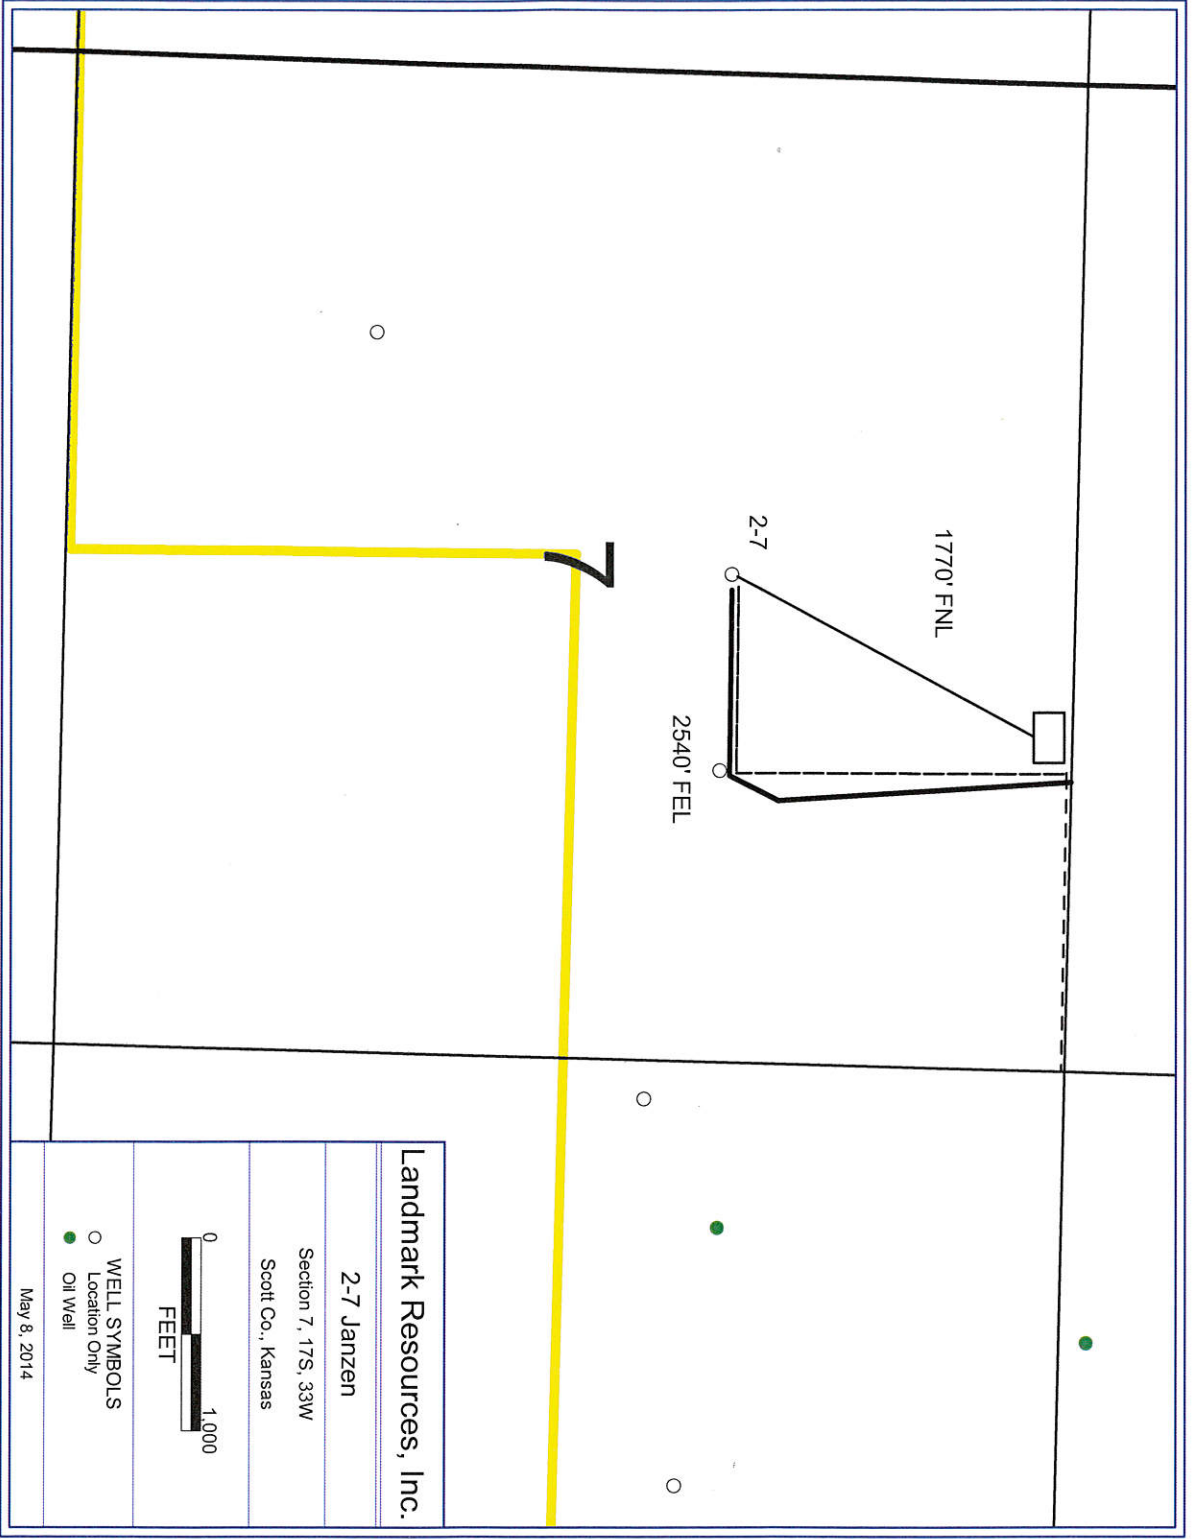 1770' FNL
2-7
2540' FEL
7
Landmark Resources, Inc.
2-7 Janzen
Section 7, 17S, 33W
Scott Co., Kansas
0 1,000
FEET
WELL SYMBOLS
Location Only
Oil Well
May 8, 2014